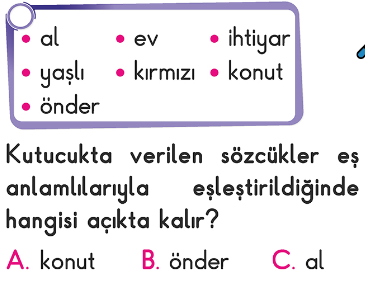 • al • ev • ihtiyar
• yaşlı • kırmızı • konut
• önder
Kutucukta verilen sözcükler eş
anlamlılarıyla eşleştirildiğinde
hangisi açıkta kalır?
A. konut B. önder C. al